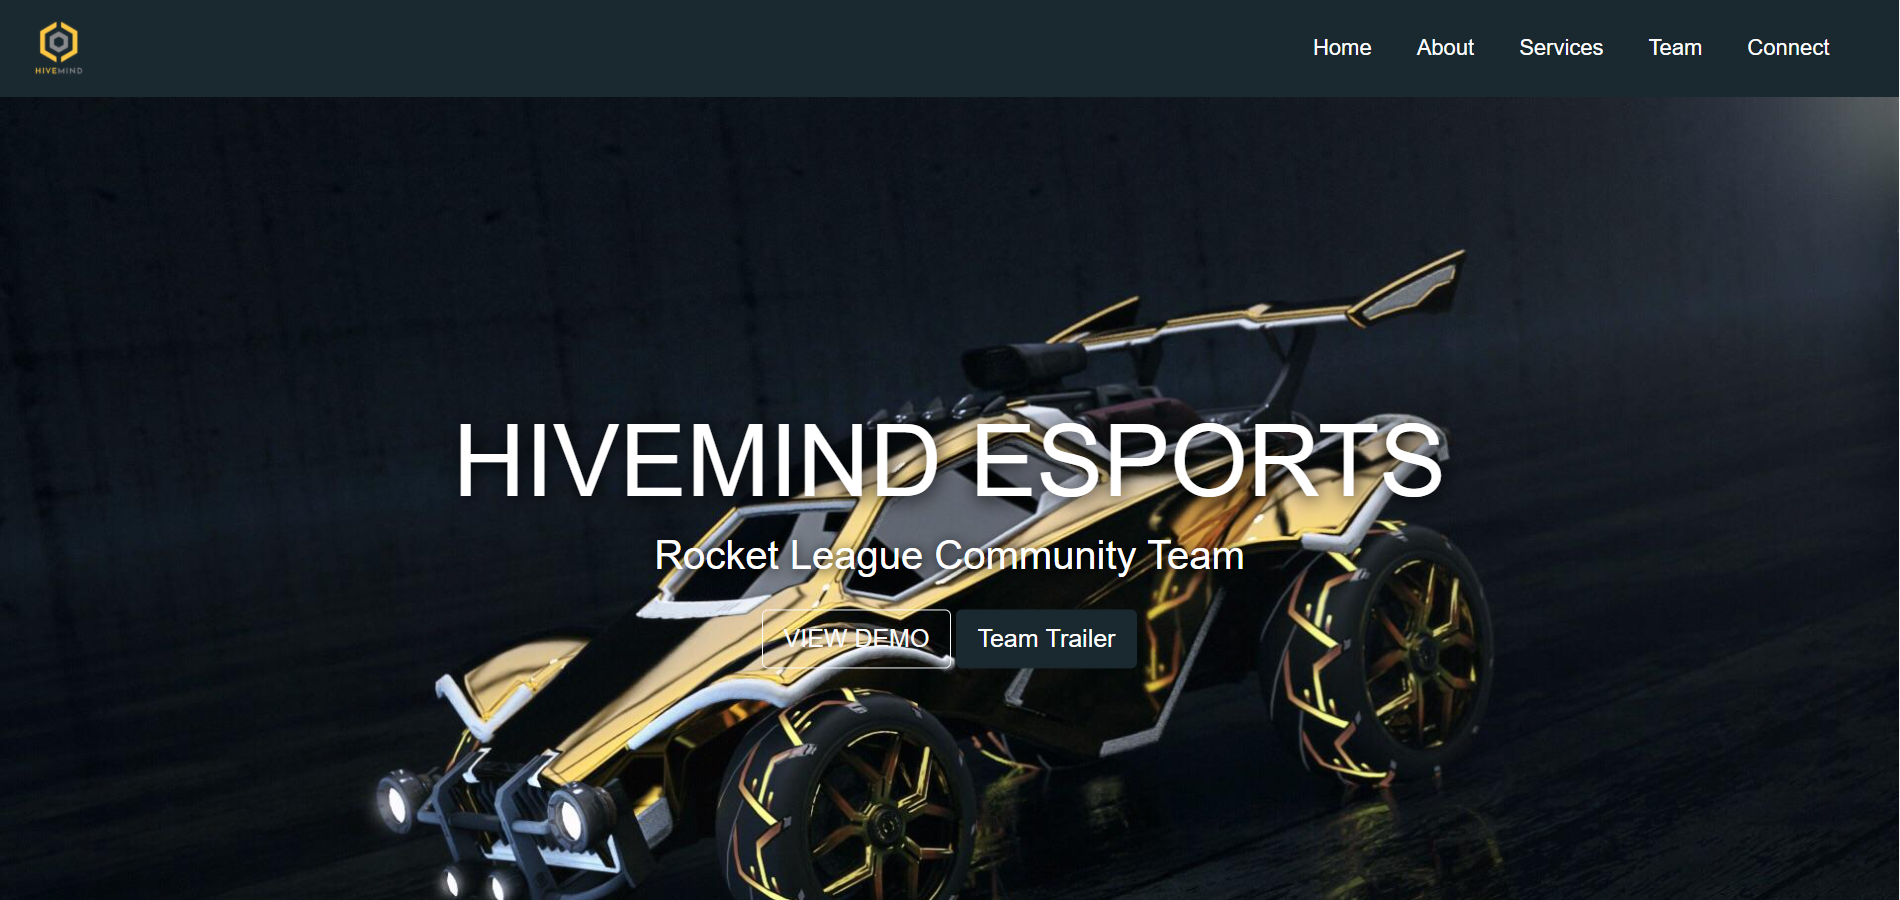 HIVEMIND
Home About Services Team Connect
HIVEMIND ESPORTS
Rocket League Community Team
VIEW DEMO Team Trailer